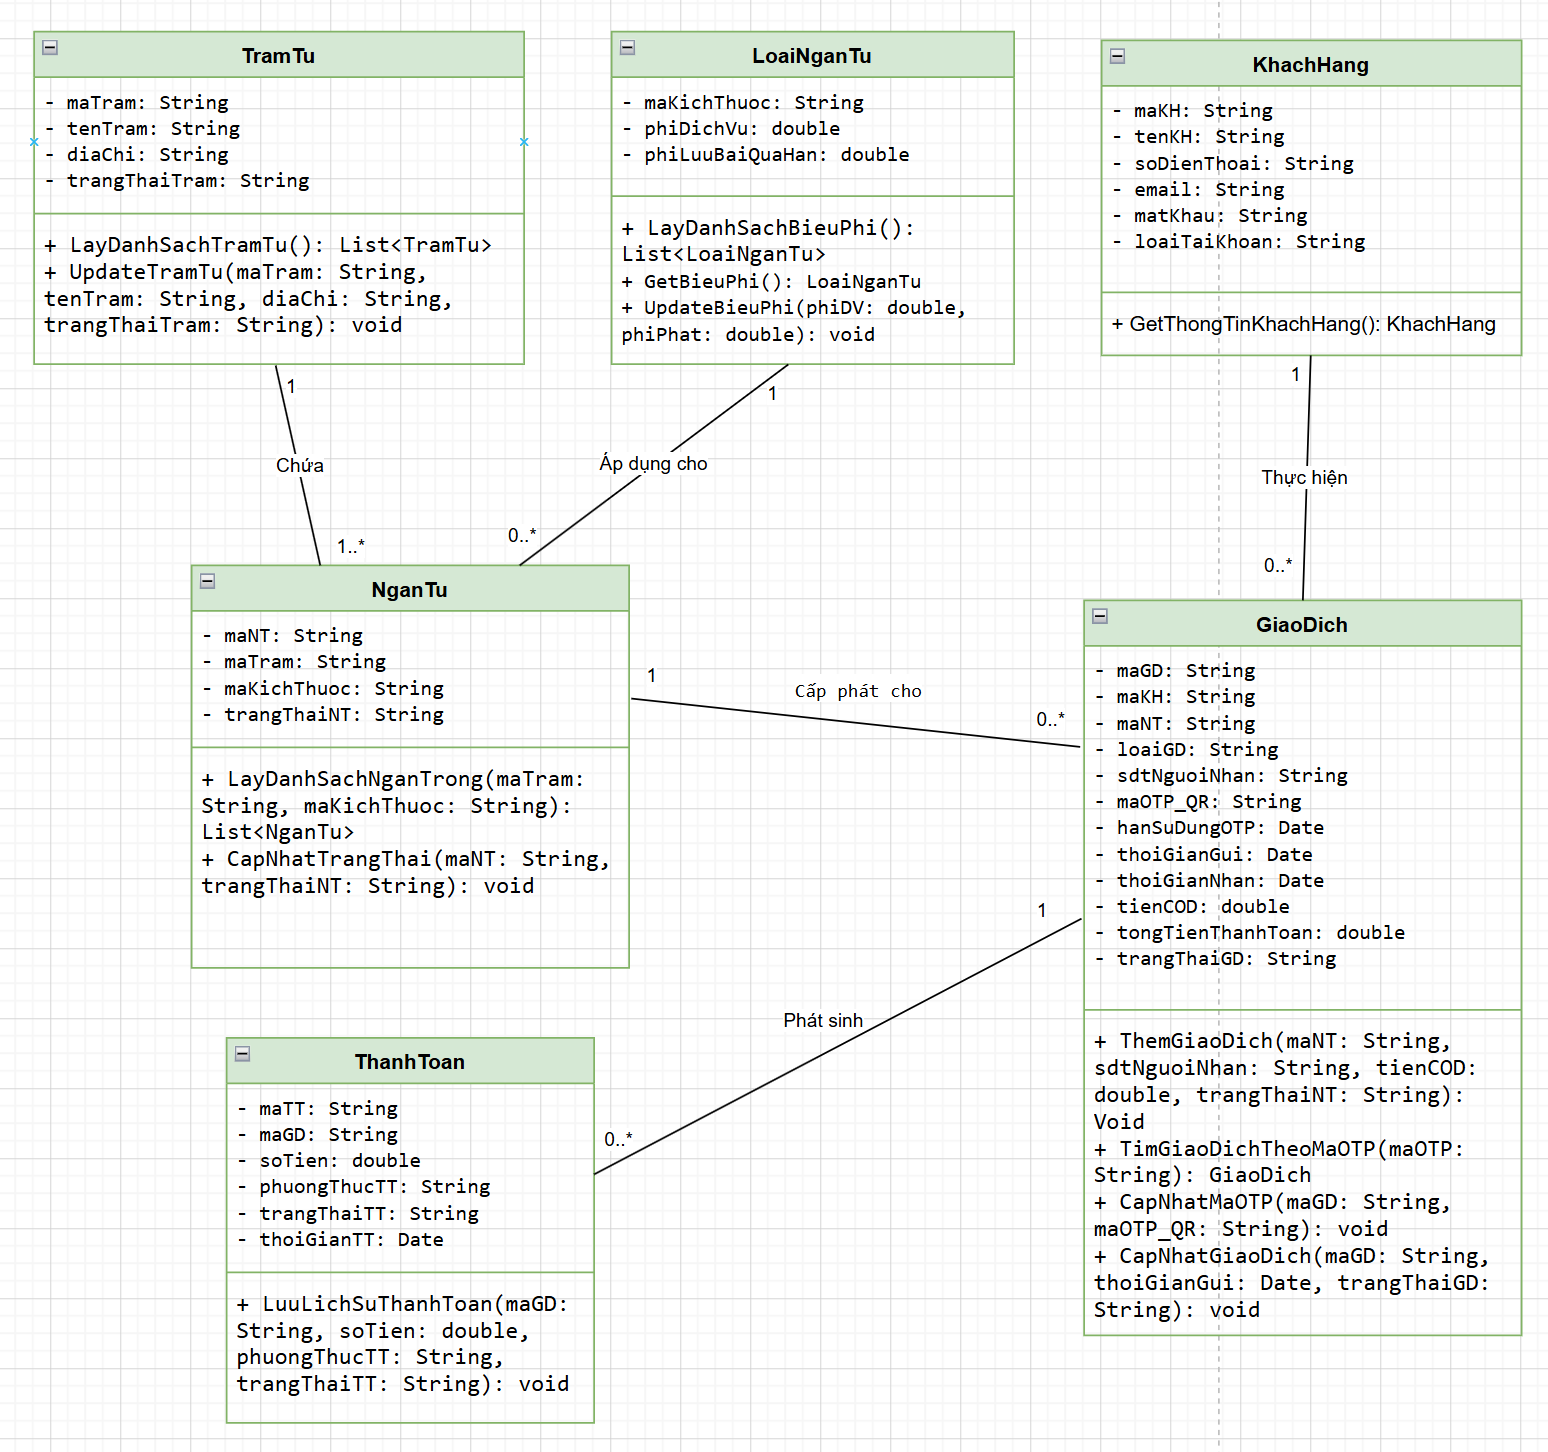 TramTu
- maTram: String
- tenTram: String
- diaChi: String
- trangThaiTram: String
+ LayDanhSachTramTu(): List<TramTu>
+ UpdateTramTu(maTram: String,
tenTram: String, diaChi: String,
trangThaiTram: String): void
LoaiNganTu
- maKichThuoc: String
- phiDichVu: double
- phiLuuBaiQuaHan: double
+ LayDanhSachBieuPhi():
List<LoaiNganTu>
+ GetBieuPhi(): LoaiNganTu
+ UpdateBieuPhi(phiDV: double,
phiPhat: double): void
KhachHang
- maKH: String
- tenKH: String
- soDienThoai: String
- email: String
- matKhau: String
- loaiTaiKhoan: String
+ GetThongTinKhachHang(): KhachHang
1
Chứa
1..*
1
Áp dụng cho
0..*
1
Thực hiện
0..*
NganTu
- maNT: String
- maTram: String
- maKichThuoc: String
- trangThaiNT: String
+ LayDanhSachNganTrong(maTram:
String, maKichThuoc: String):
List<NganTu>
+ CapNhatTrangThai(maNT: String,
trangThaiNT: String): void
1
Cấp phát cho
0..*
GiaoDich
- maGD: String
- maKH: String
- maNT: String
- loaiGD: String
- sdtNguoiNhan: String
- maOTP_QR: String
- hanSuDungOTP: Date
- thoiGianGui: Date
- thoiGianNhan: Date
- tienCOD: double
- tongTienThanhToan: double
- trangThaiGD: String
+ ThemGiaoDich(maNT: String,
sdtNguoiNhan: String, tienCOD:
double, trangThaiNT: String):
Void
+ TimGiaoDichTheoMaOTP(maOTP:
String): GiaoDich
+ CapNhatMaOTP(maGD: String,
maOTP_QR: String): void
+ CapNhatGiaoDich(maGD: String,
thoiGianGui: Date, trangThaiGD:
String): void
1
Phát sinh
0..*
ThanhToan
- maTT: String
- maGD: String
- soTien: double
- phuongThucTT: String
- trangThaiTT: String
- thoiGianTT: Date
+ LuuLichSuThanhToan(maGD:
String, soTien: double,
phuongThucTT: String,
trangThaiTT: String): void